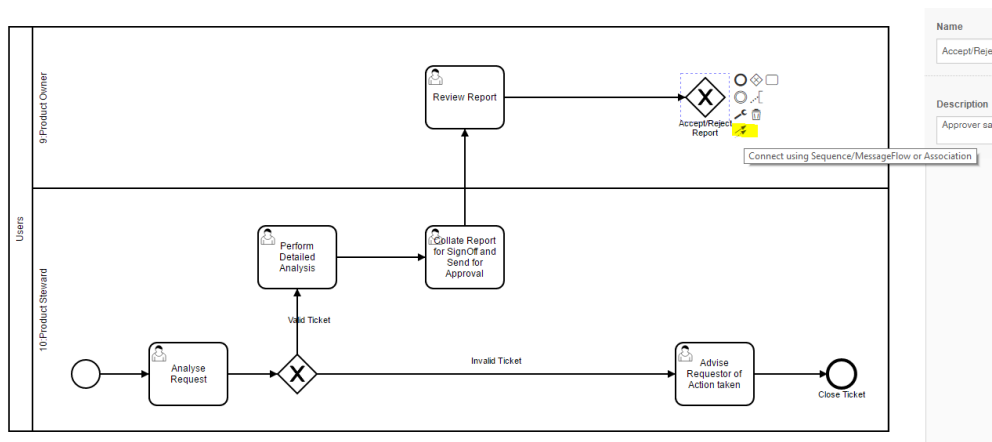 Name
Accept/Reje
9:Product Owner
Review Report
Accept/Reject
Report
Description
Approver sa
Connect using Sequence/MessageFlow or Association
Users
10:Product Steward
Perform
Detailed
Analysis
Collate Report
for SignOff and
Send for
Approval
Valid Ticket
Analyse
Request
Invalid Ticket
Advise
Requestor of
Action taken
Close Ticket